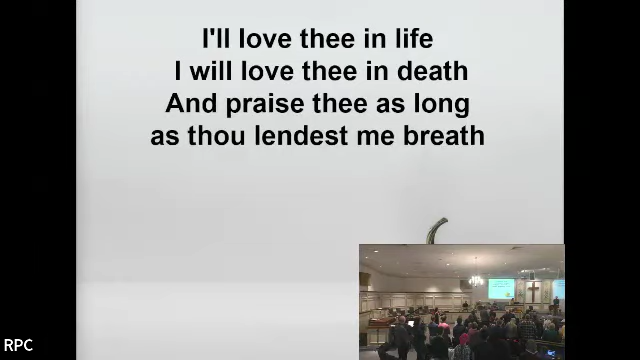 I'll love thee in life
I will love thee in death
And praise thee as long
as thou lendest me breath
RPC